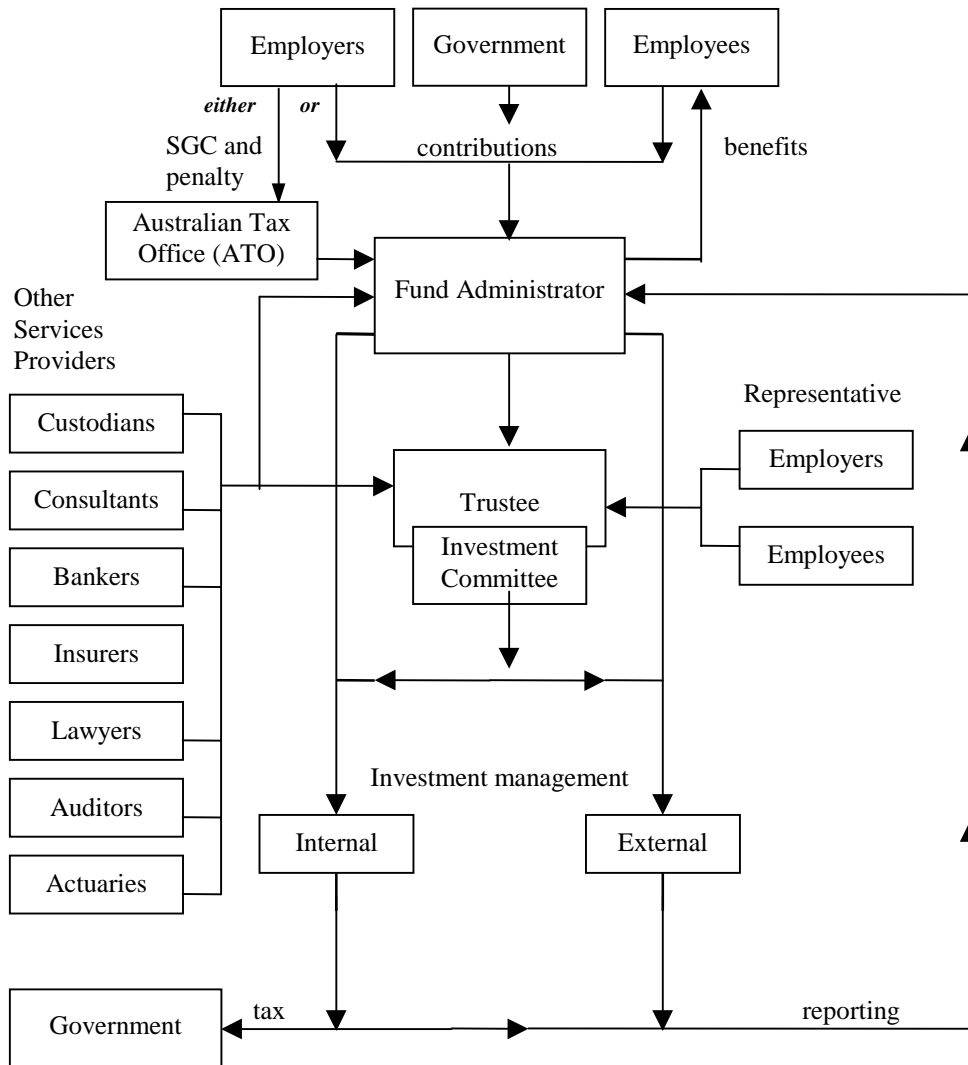 Employers
Government
Employees
either or
SGC and
penalty
contributions
benefits
Australian Tax
Office (ATO)
Fund Administrator
Other
Services
Providers
Representative
Custodians
Employers
Consultants
Trustee
Employees
Investment
Committee
Bankers
Insurers
Lawyers
Investment management
Auditors
Internal
External
Actuaries
Government
tax
reporting